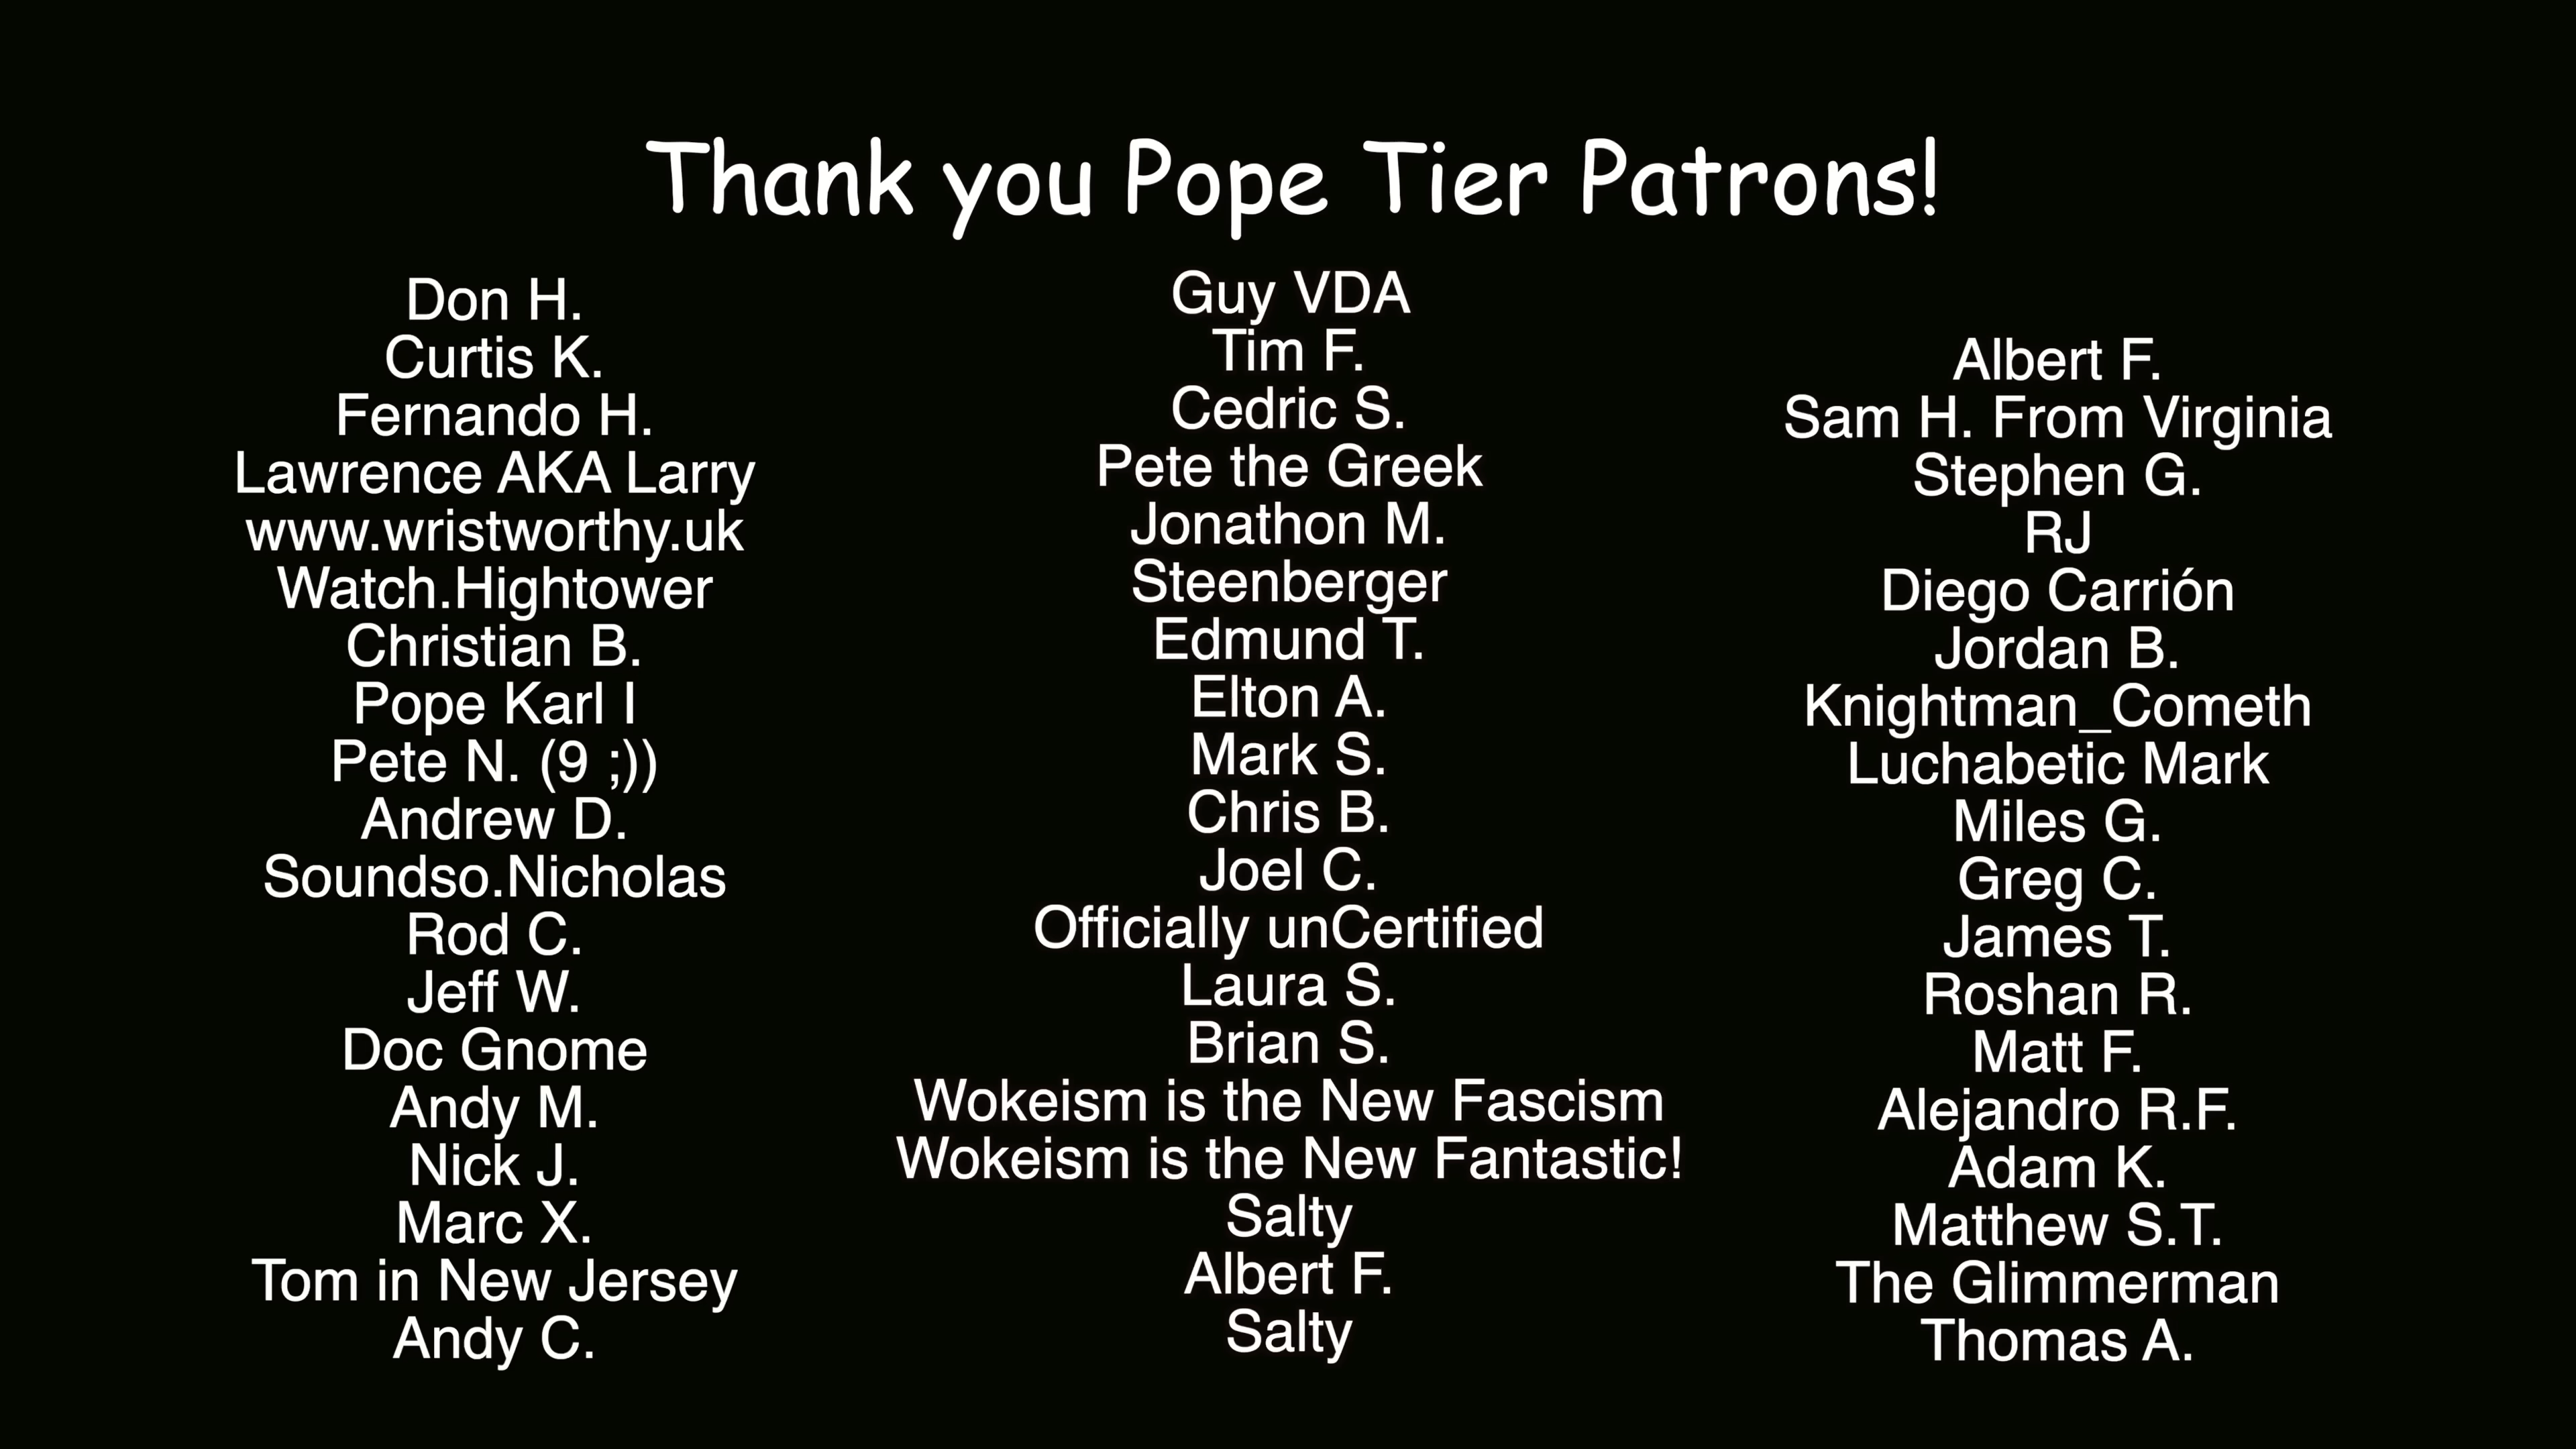 Thank you Pope Tier Patrons!
Don H.
Curtis K.
Fernando H.
Lawrence AKA Larry
www.wristworthy.uk
Watch.Hightower
Christian B.
Pope Karl I
Pete N. (9 ;))
Andrew D.
Soundso.Nicholas
Rod C.
Jeff W.
Doc Gnome
Andy M.
Nick J.
Marc X.
Tom in New Jersey
Andy C.
Guy VDA
Tim F.
Cedric S.
Pete the Greek
Jonathon M.
Steenberger
Edmund T.
Elton A.
Mark S.
Chris B.
Joel C.
Officially unCertified
Laura S.
Brian S.
Wokeism is the New Fascism
Wokeism is the New Fantastic!
Salty
Albert F.
Salty
Albert F.
Sam H. From Virginia
Stephen G.
RJ
Diego Carrión
Jordan B.
Knightman_Cometh
Luchabetic Mark
Miles G.
Greg C.
James T.
Roshan R.
Matt F.
Alejandro R.F.
Adam K.
Matthew S.T.
The Glimmerman
Thomas A.